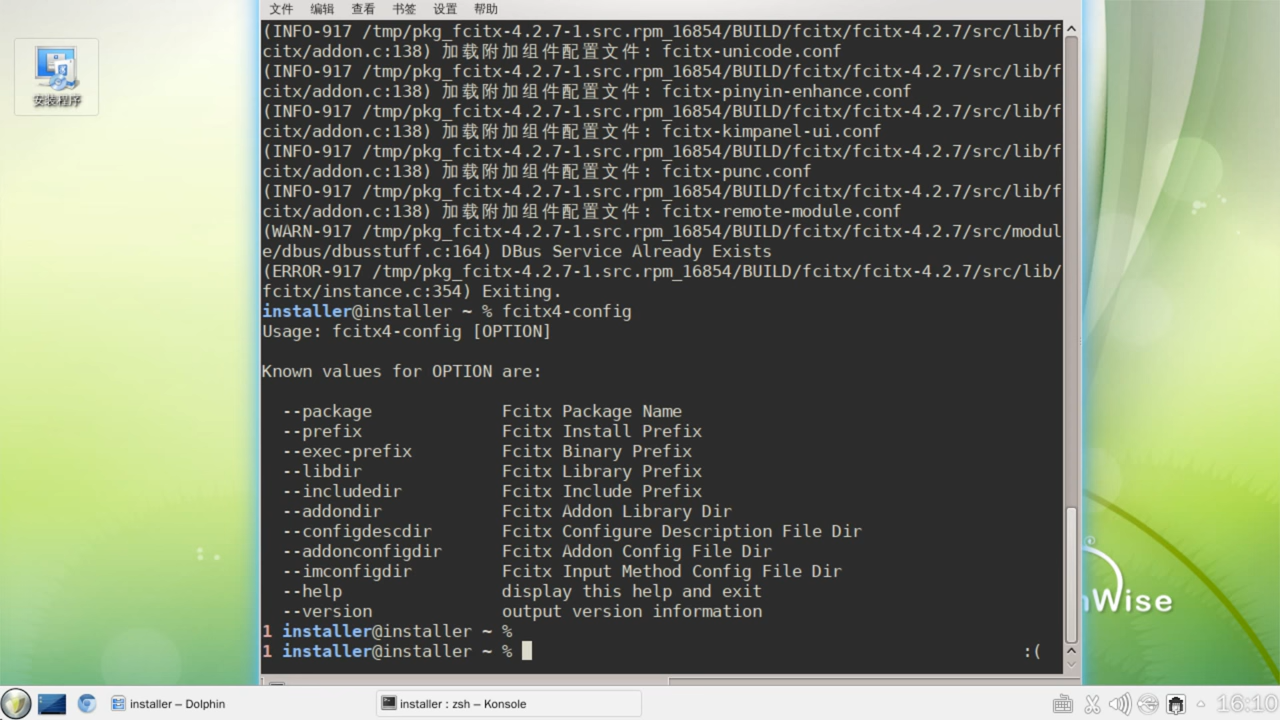 文件 编辑 查看 书签 设置 帮助
安装程序
(INFO-917 /tmp/pkg_fcitx-4.2.7-1.src.rpm_16854/BUILD/fcitx/fcitx-4.2.7/src/lib/f
citx/addon.c:138) 加载附加组件配置文件: fcitx-unicode.conf
(INFO-917 /tmp/pkg_fcitx-4.2.7-1.src.rpm_16854/BUILD/fcitx/fcitx-4.2.7/src/lib/f
citx/addon.c:138) 加载附加组件配置文件: fcitx-pinyin-enhance.conf
(INFO-917 /tmp/pkg_fcitx-4.2.7-1.src.rpm_16854/BUILD/fcitx/fcitx-4.2.7/src/lib/f
citx/addon.c:138) 加载附加组件配置文件: fcitx-kimpanel-ui.conf
(INFO-917 /tmp/pkg_fcitx-4.2.7-1.src.rpm_16854/BUILD/fcitx/fcitx-4.2.7/src/lib/f
citx/addon.c:138) 加载附加组件配置文件: fcitx-punc.conf
(INFO-917 /tmp/pkg_fcitx-4.2.7-1.src.rpm_16854/BUILD/fcitx/fcitx-4.2.7/src/lib/f
citx/addon.c:138) 加载附加组件配置文件: fcitx-remote-module.conf
(WARN-917 /tmp/pkg_fcitx-4.2.7-1.src.rpm_16854/BUILD/fcitx/fcitx-4.2.7/src/modul
e/dbus/dbusstuff.c:164) DBus Service Already Exists
(ERROR-917 /tmp/pkg_fcitx-4.2.7-1.src.rpm_16854/BUILD/fcitx/fcitx-4.2.7/src/lib/
fcitx/instance.c:354) Exiting.
installer@installer ~ % fcitx4-config
Usage: fcitx4-config [OPTION]
Known values for OPTION are:
--package Fcitx Package Name
--prefix Fcitx Install Prefix
--exec-prefix Fcitx Binary Prefix
--libdir Fcitx Library Prefix
--includedir Fcitx Include Prefix
--addondir Fcitx Addon Library Dir
--configdescdir Fcitx Configure Description File Dir
--addonconfigdir Fcitx Addon Config File Dir
--imconfigdir Fcitx Input Method Config File Dir
--help display this help and exit
--version output version information
1 installer@installer ~ %
1 installer@installer ~ % :(
Wise
installer – Dolphin
installer : zsh – Konsole
16:10